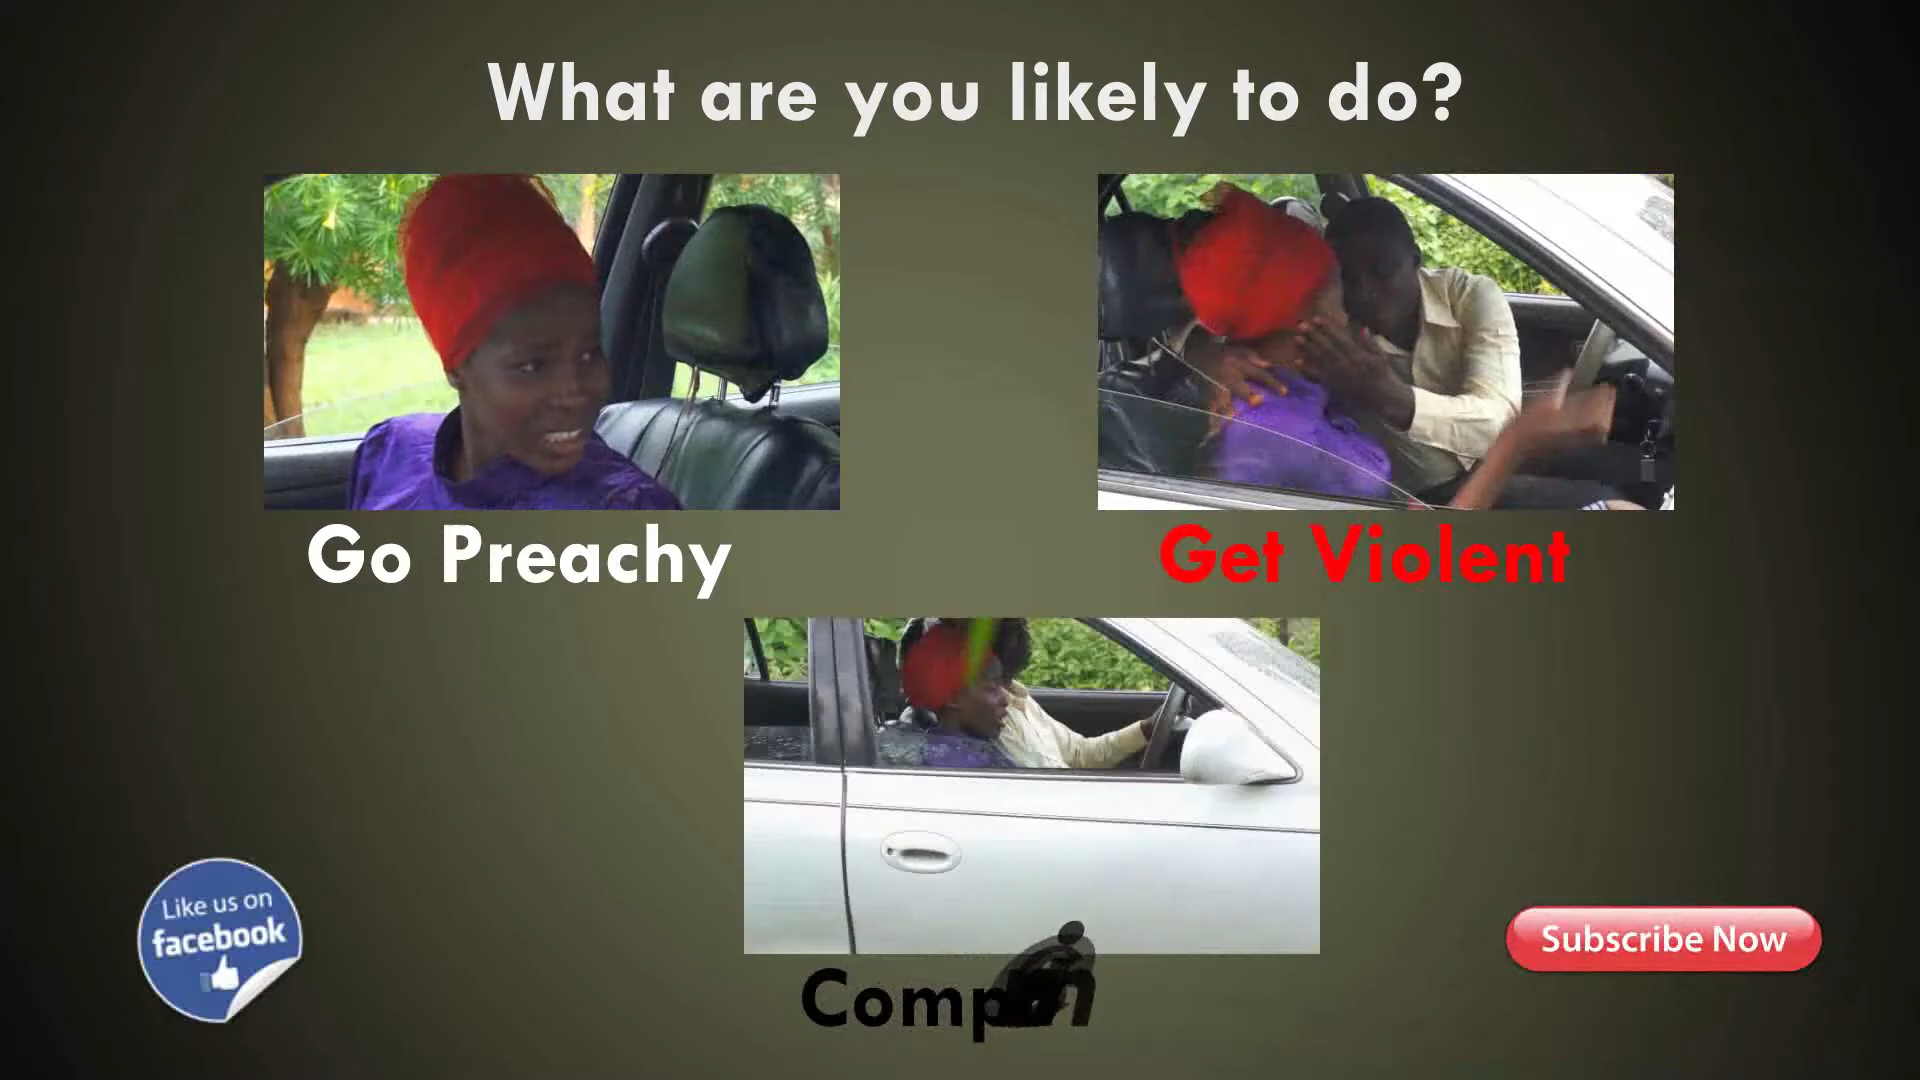 What are you likely to do?
Go Preachy
Get Violent
Like us on
facebook
Subscribe Now